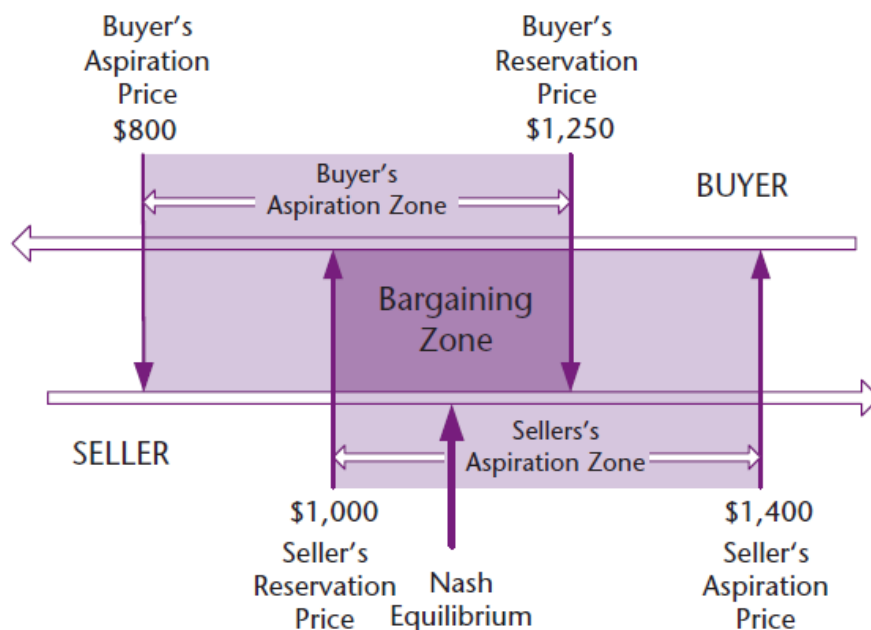 Buyer's
Aspiration
Price
$800
Buyer's
Reservation
Price
$1,250
Buyer's
Aspiration Zone
BUYER
Bargaining
Zone
SELLER
Sellers's
Aspiration Zone
$1,000
Seller's
Reservation
Price
Nash
Equilibrium
$1,400
Seller‘s
Aspiration
Price